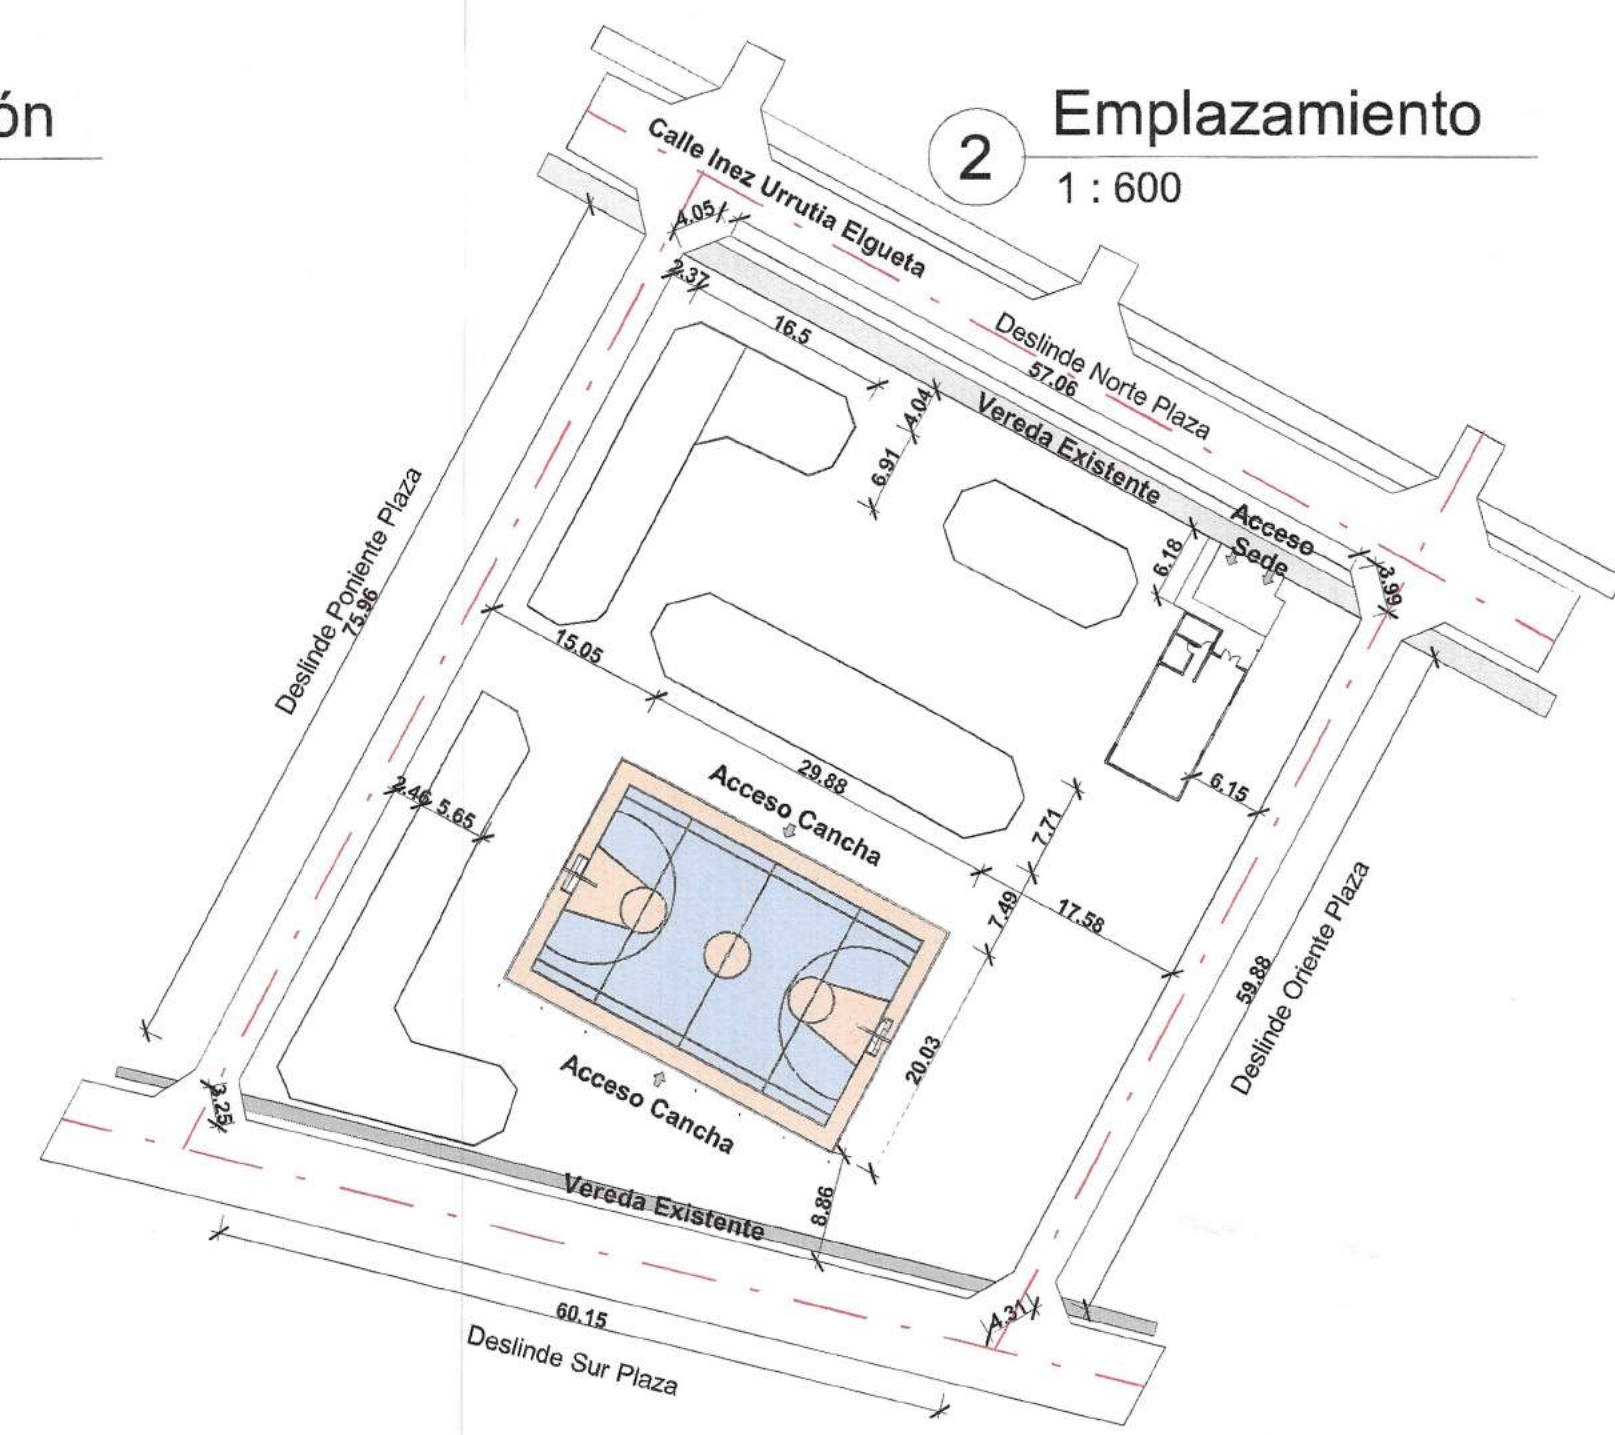 ón
2
Emplazamiento
1 : 600
Calle Inez Urrutia Elgueta
4.05
2.37
16.5
Deslinde Norte Plaza
57.06
4.04
6.91
Vereda Existente
Acceso
Sede
6.18
3.99
Deslinde Poniente Plaza
75.96
15.05
29.88
2.46
5.65
Acceso Cancha
7.71
6.15
7.49
17.58
20.03
59.88
Deslinde Oriente Plaza
Acceso Cancha
3.25
Vereda Existente
8.86
4.31
60.15
Deslinde Sur Plaza